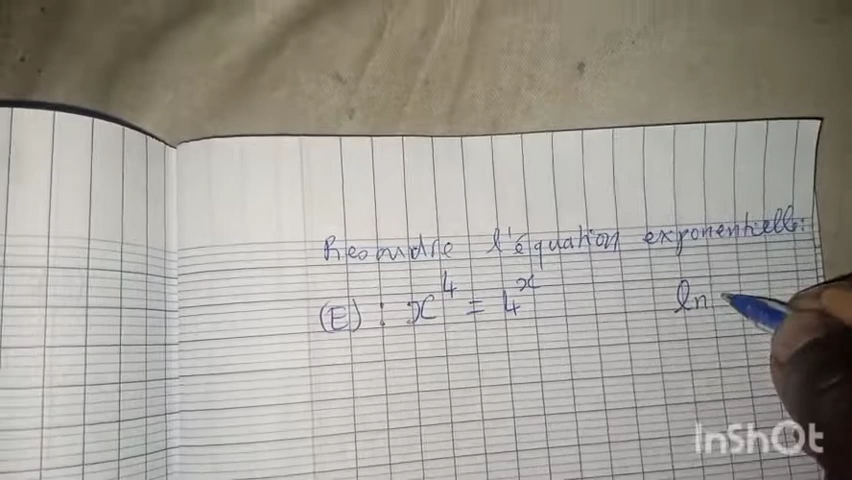 Resoudre l'équation exponentielle:
(E) : x⁴ = 4ˣ ln
InShOt